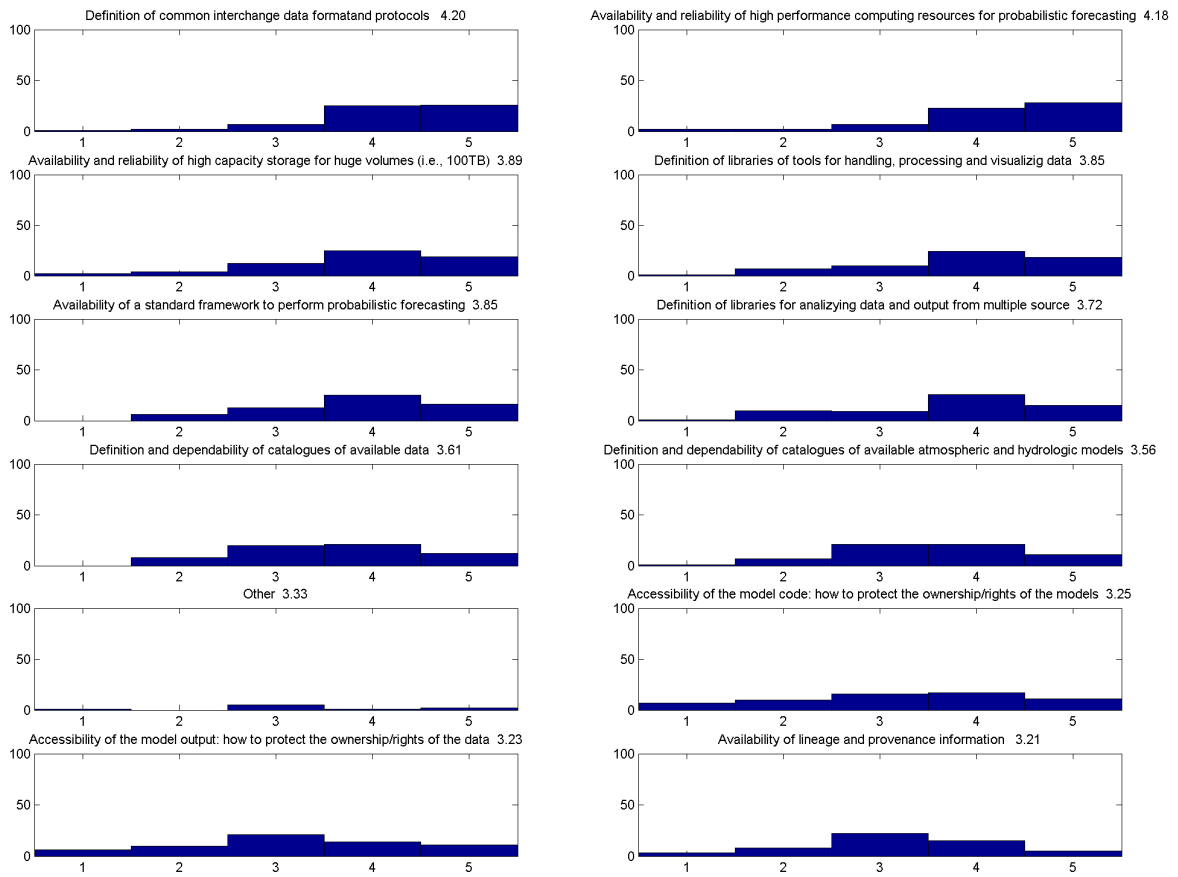 Definition of common interchange data formatand protocols 4.20
100
50
0
1 2 3 4 5
Availability and reliability of high performance computing resources for probabilistic forecasting 4.18
100
50
0
1 2 3 4 5
Availability and reliability of high capacity storage for huge volumes (i.e., 100TB) 3.89
100
50
0
1 2 3 4 5
Definition of libraries of tools for handling, processing and visualizig data 3.85
100
50
0
1 2 3 4 5
Availability of a standard framework to perform probabilistic forecasting 3.85
100
50
0
1 2 3 4 5
Definition of libraries for analizying data and output from multiple source 3.72
100
50
0
1 2 3 4 5
Definition and dependability of catalogues of available data 3.61
100
50
0
1 2 3 4 5
Definition and dependability of catalogues of available atmospheric and hydrologic models 3.56
100
50
0
1 2 3 4 5
Other 3.33
100
50
0
1 2 3 4 5
Accessibility of the model code: how to protect the ownership/rights of the models 3.25
100
50
0
1 2 3 4 5
Accessibility of the model output: how to protect the ownership/rights of the data 3.23
100
50
0
1 2 3 4 5
Availability of lineage and provenance information 3.21
100
50
0
1 2 3 4 5